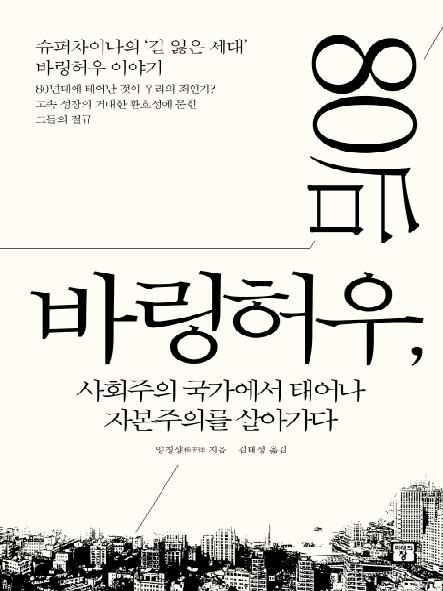 슈퍼차이나의 ‘길 잃은 세대’
바링허우 이야기
80년대에 태어난 것이 우리의 죄인가?
고속 성장의 거대한 환호성에 묻힌
그들의 절규
80后
바링허우,
사회주의 국가에서 태어나
자본주의를 살아가다
양칭샹 지음 김태성 옮김